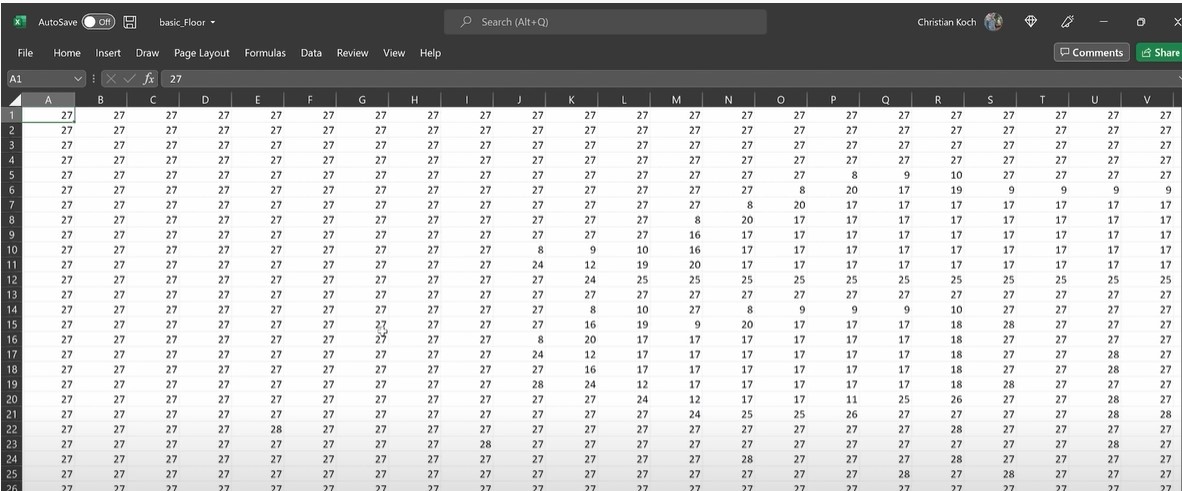 AutoSave Off basic_Floor Search (Alt+Q) Christian Koch
File Home Insert Draw Page Layout Formulas Data Review View Help Comments Share
A1 fx 27
A B C D E F G H I J K L M N O P Q R S T U V
1 27 27 27 27 27 27 27 27 27 27 27 27 27 27 27 27 27 27 27 27 27 27
2 27 27 27 27 27 27 27 27 27 27 27 27 27 27 27 27 27 27 27 27 27 27
3 27 27 27 27 27 27 27 27 27 27 27 27 27 27 27 27 27 27 27 27 27 27
4 27 27 27 27 27 27 27 27 27 27 27 27 27 27 27 27 27 27 27 27 27 27
5 27 27 27 27 27 27 27 27 27 27 27 27 27 27 27 8 9 10 27 27 27 27
6 27 27 27 27 27 27 27 27 27 27 27 27 27 27 8 20 17 19 9 9 9 9
7 27 27 27 27 27 27 27 27 27 27 27 27 27 8 20 17 17 17 17 17 17 17
8 27 27 27 27 27 27 27 27 27 27 27 27 8 20 17 17 17 17 17 17 17 17
9 27 27 27 27 27 27 27 27 27 27 27 27 16 17 17 17 17 17 17 17 17 17
10 27 27 27 27 27 27 27 27 27 8 9 10 16 17 17 17 17 17 17 17 17 17
11 27 27 27 27 27 27 27 27 27 24 12 19 20 17 17 17 17 17 17 17 17 17
12 27 27 27 27 27 27 27 27 27 27 24 25 25 25 25 25 25 25 25 25 25 25
13 27 27 27 27 27 27 27 27 27 27 27 27 27 27 27 27 27 27 27 27 27 27
14 27 27 27 27 27 27 27 27 27 27 8 10 27 8 9 9 9 10 27 27 27 27
15 27 27 27 27 27 27 27 27 27 27 16 19 9 20 17 17 17 18 28 27 27 27
16 27 27 27 27 27 27 27 27 27 8 20 17 17 17 17 17 17 18 27 27 27 27
17 27 27 27 27 27 27 27 27 27 24 12 17 17 17 17 17 17 18 27 27 28 27
18 27 27 27 27 27 27 27 27 27 27 16 17 17 17 17 17 17 18 27 27 28 27
19 27 27 27 27 27 27 27 27 27 28 24 12 17 17 17 17 17 18 28 27 27 27
20 27 27 27 27 27 27 27 27 27 27 27 24 12 17 17 11 25 26 27 27 28 27
21 27 27 27 27 27 27 27 27 27 27 27 27 24 25 25 26 27 27 27 27 28 28
22 27 27 27 27 28 27 27 27 27 27 27 27 27 27 27 27 27 28 27 27 27 27
23 27 27 27 27 27 27 27 27 28 27 27 27 27 27 27 27 27 27 27 27 28 27
24 27 27 27 27 27 27 27 27 27 27 27 27 27 28 27 27 27 28 27 27 27 27
25 27 27 27 27 27 27 27 27 27 27 27 27 27 27 27 27 28 27 28 27 27 27
26 27 27 27 27 27 27 27 27 27 27 27 27 27 27 27 27 27 27 27 27 27 27